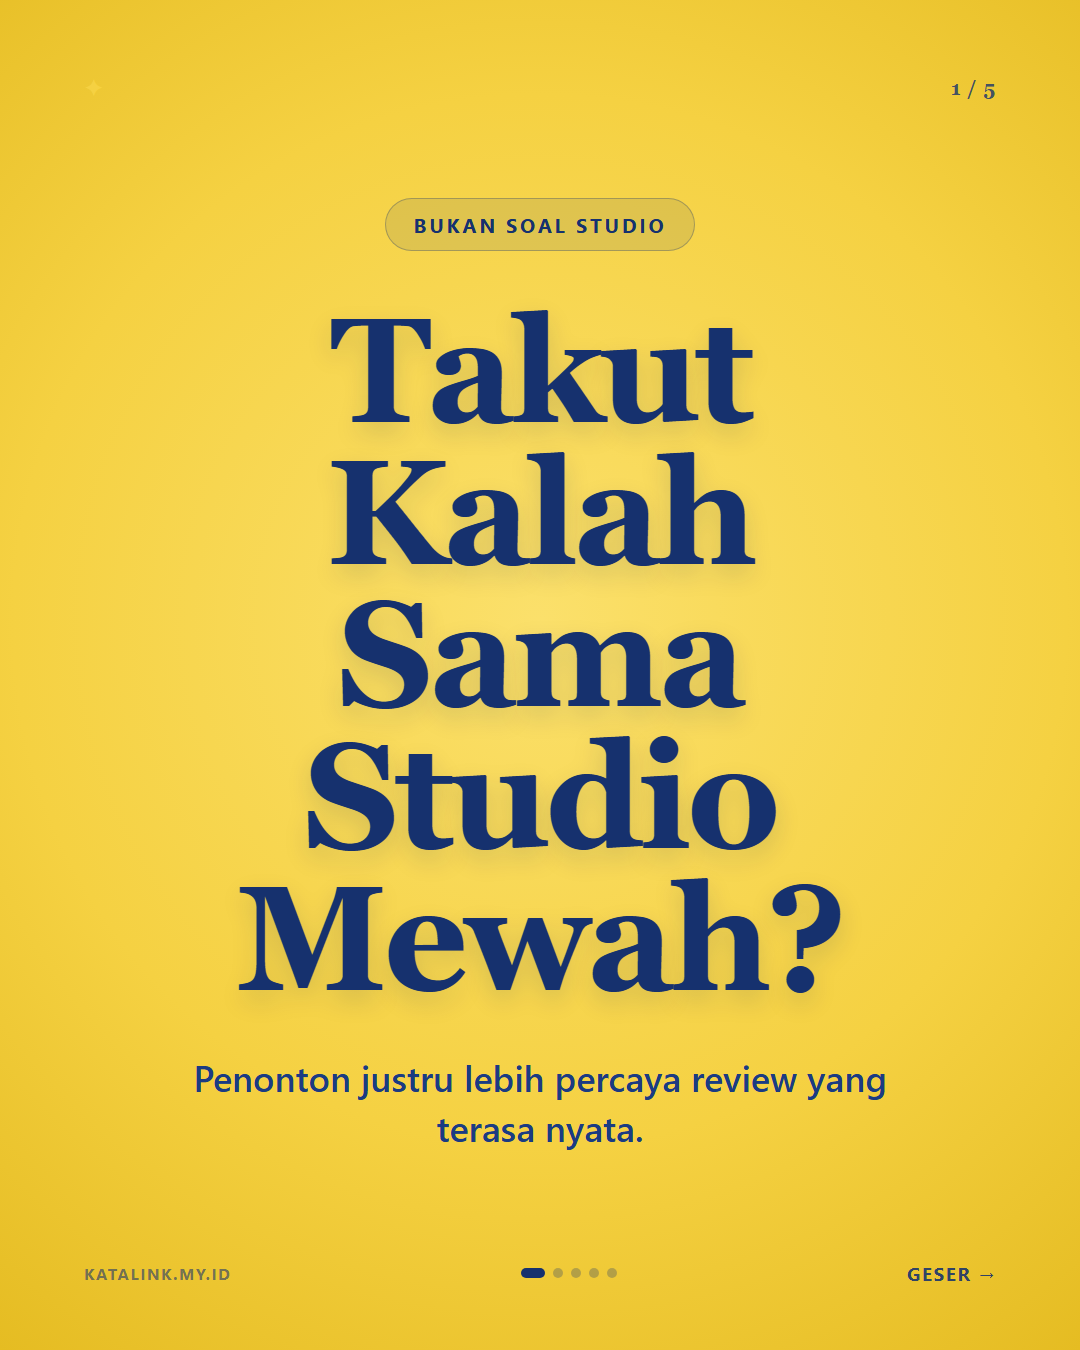 1 / 5
BUKAN SOAL STUDIO
Takut
Kalah
Sama
Studio
Mewah?
Penonton justru lebih percaya review yang
terasa nyata.
KATALINK.MY.ID
GESER →